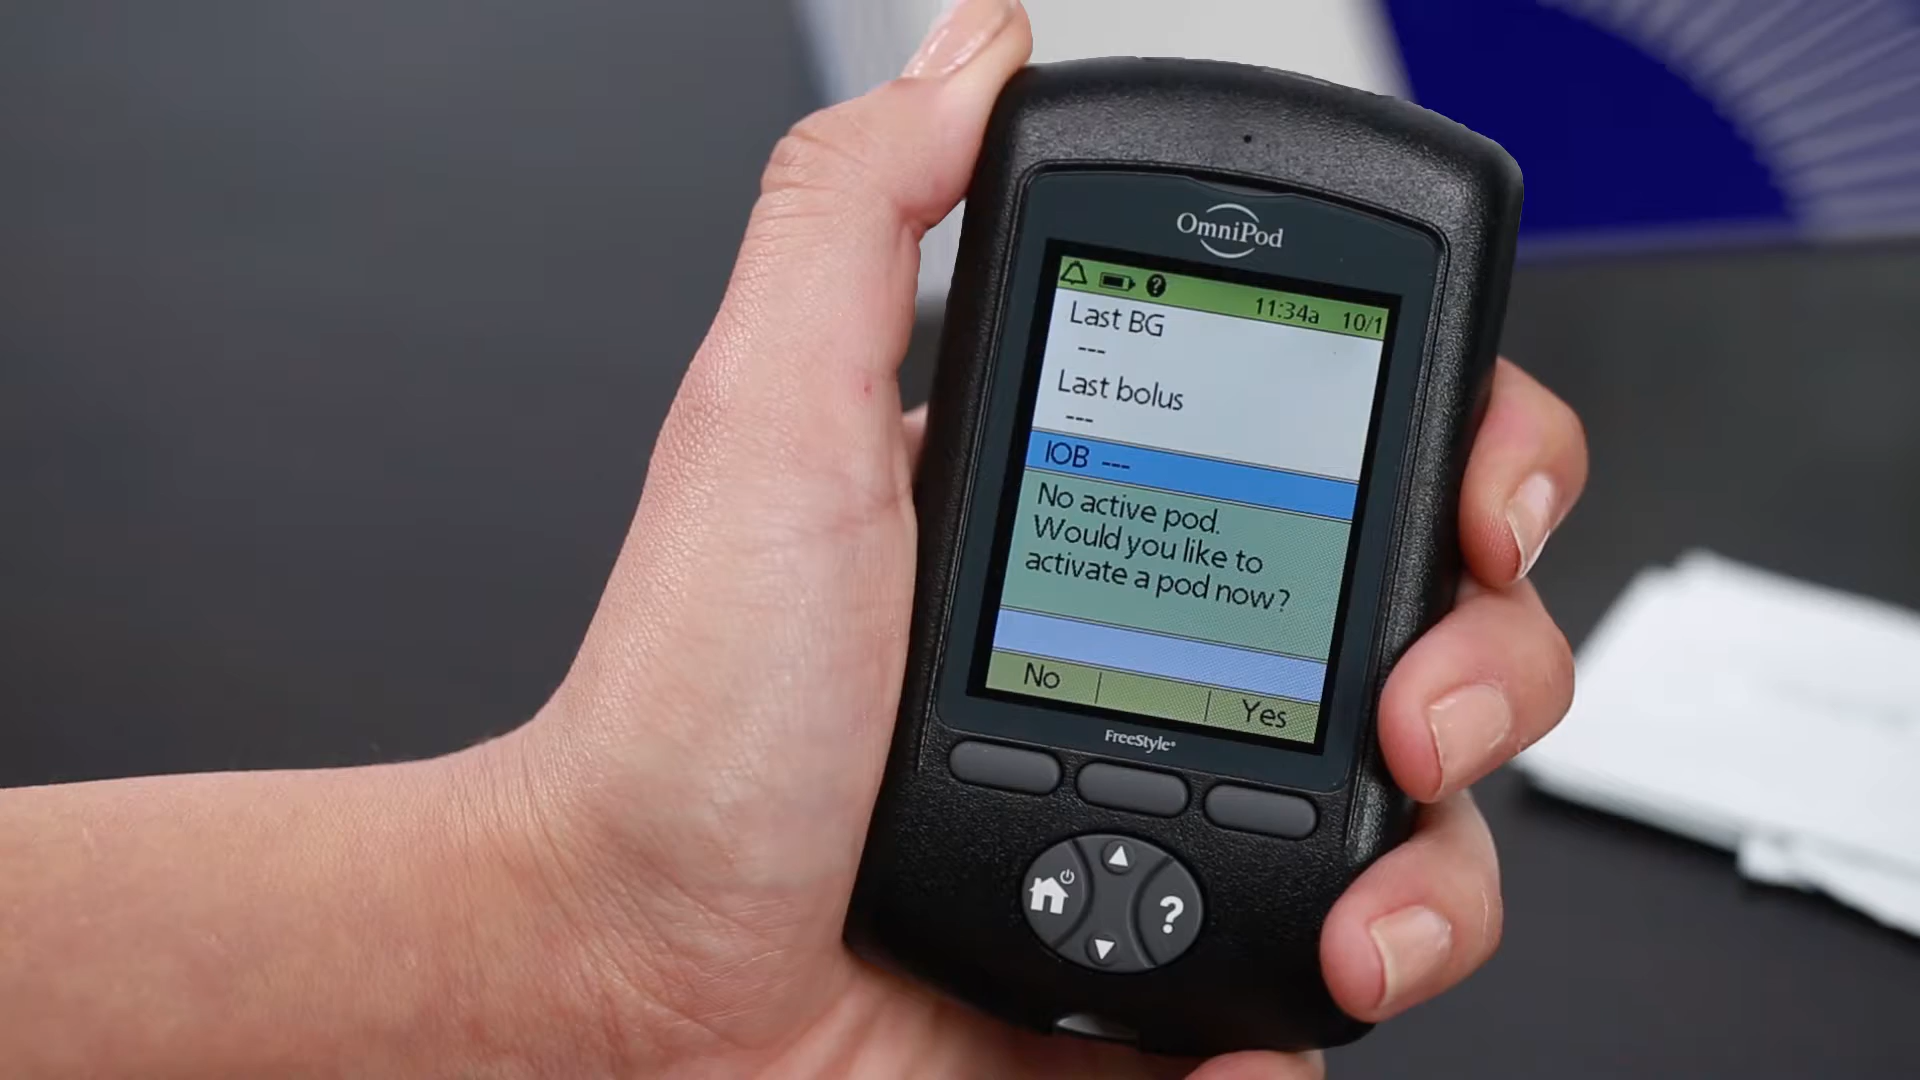 OmniPod
11:34a 10/1
Last BG
---
Last bolus
---
IOB ---
No active pod.
Would you like to
activate a pod now?
No
Yes
FreeStyle®
?